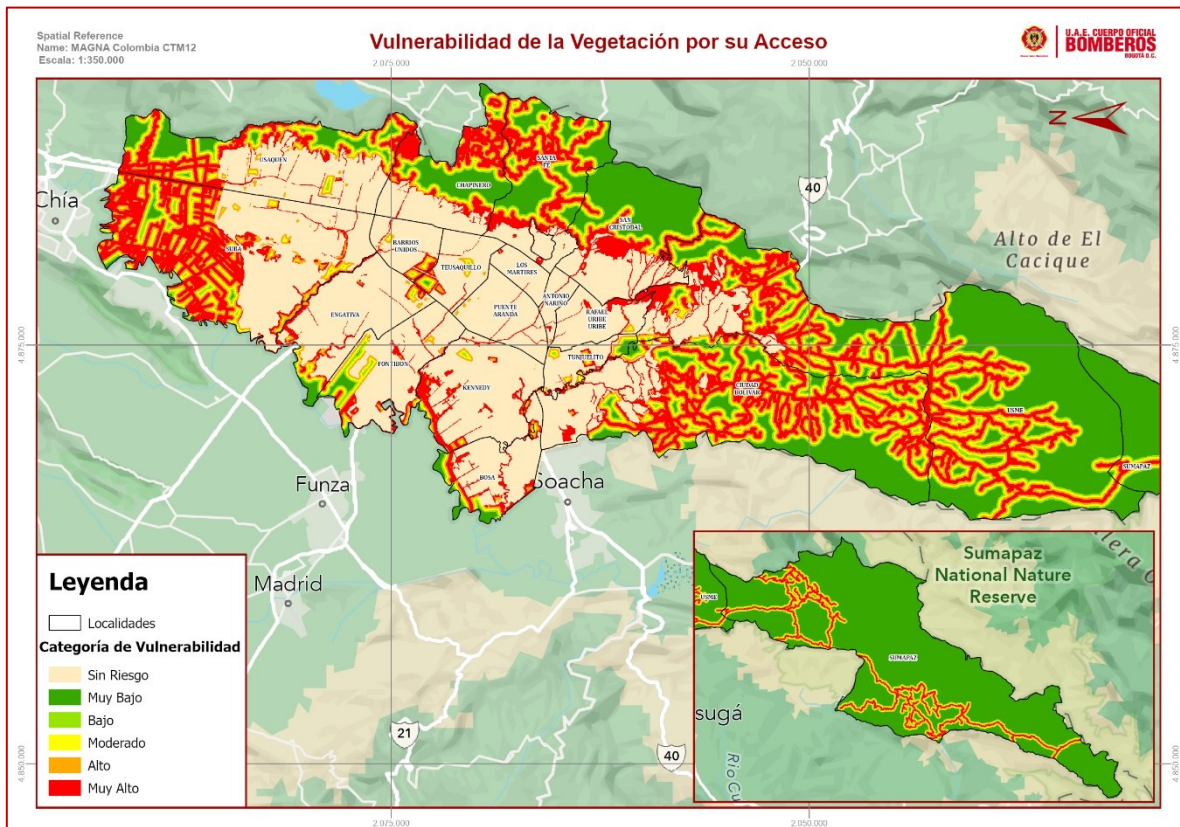 Spatial Reference
Name: MAGNA Colombia CTM12
Escala: 1:350.000
Vulnerabilidad de la Vegetación por su Acceso
U.A.E. CUERPO OFICIAL
BOMBEROS
BOGOTÁ D.C.
2.075.000
2.050.000
N
Chía
USAQUEN
SANTA
FE
CHAPINERO
40
SAN
CRISTOBAL
SUBA
Alto de El
Cacique
BARRIOS
UNIDOS
TEUSAQUILLO
LOS
MARTIRES
ENGATIVA
PUENTE
ARANDA
ANTONIO
NARIÑO
RAFAEL
URIBE
URIBE
4.875.000
4.875.000
FONTIBON
TUNJUELITO
KENNEDY
CIUDAD
BOLIVAR
USME
SUMAPAZ
BOSA
Funza
Soacha
Madrid
21
40
Leyenda
Localidades
Categoría de Vulnerabilidad
Sin Riesgo
Muy Bajo
Bajo
Moderado
Alto
Muy Alto
Sumapaz
National Nature
Reserve
USME
SUMAPAZ
sugá
4.850.000
4.850.000
2.075.000
2.050.000